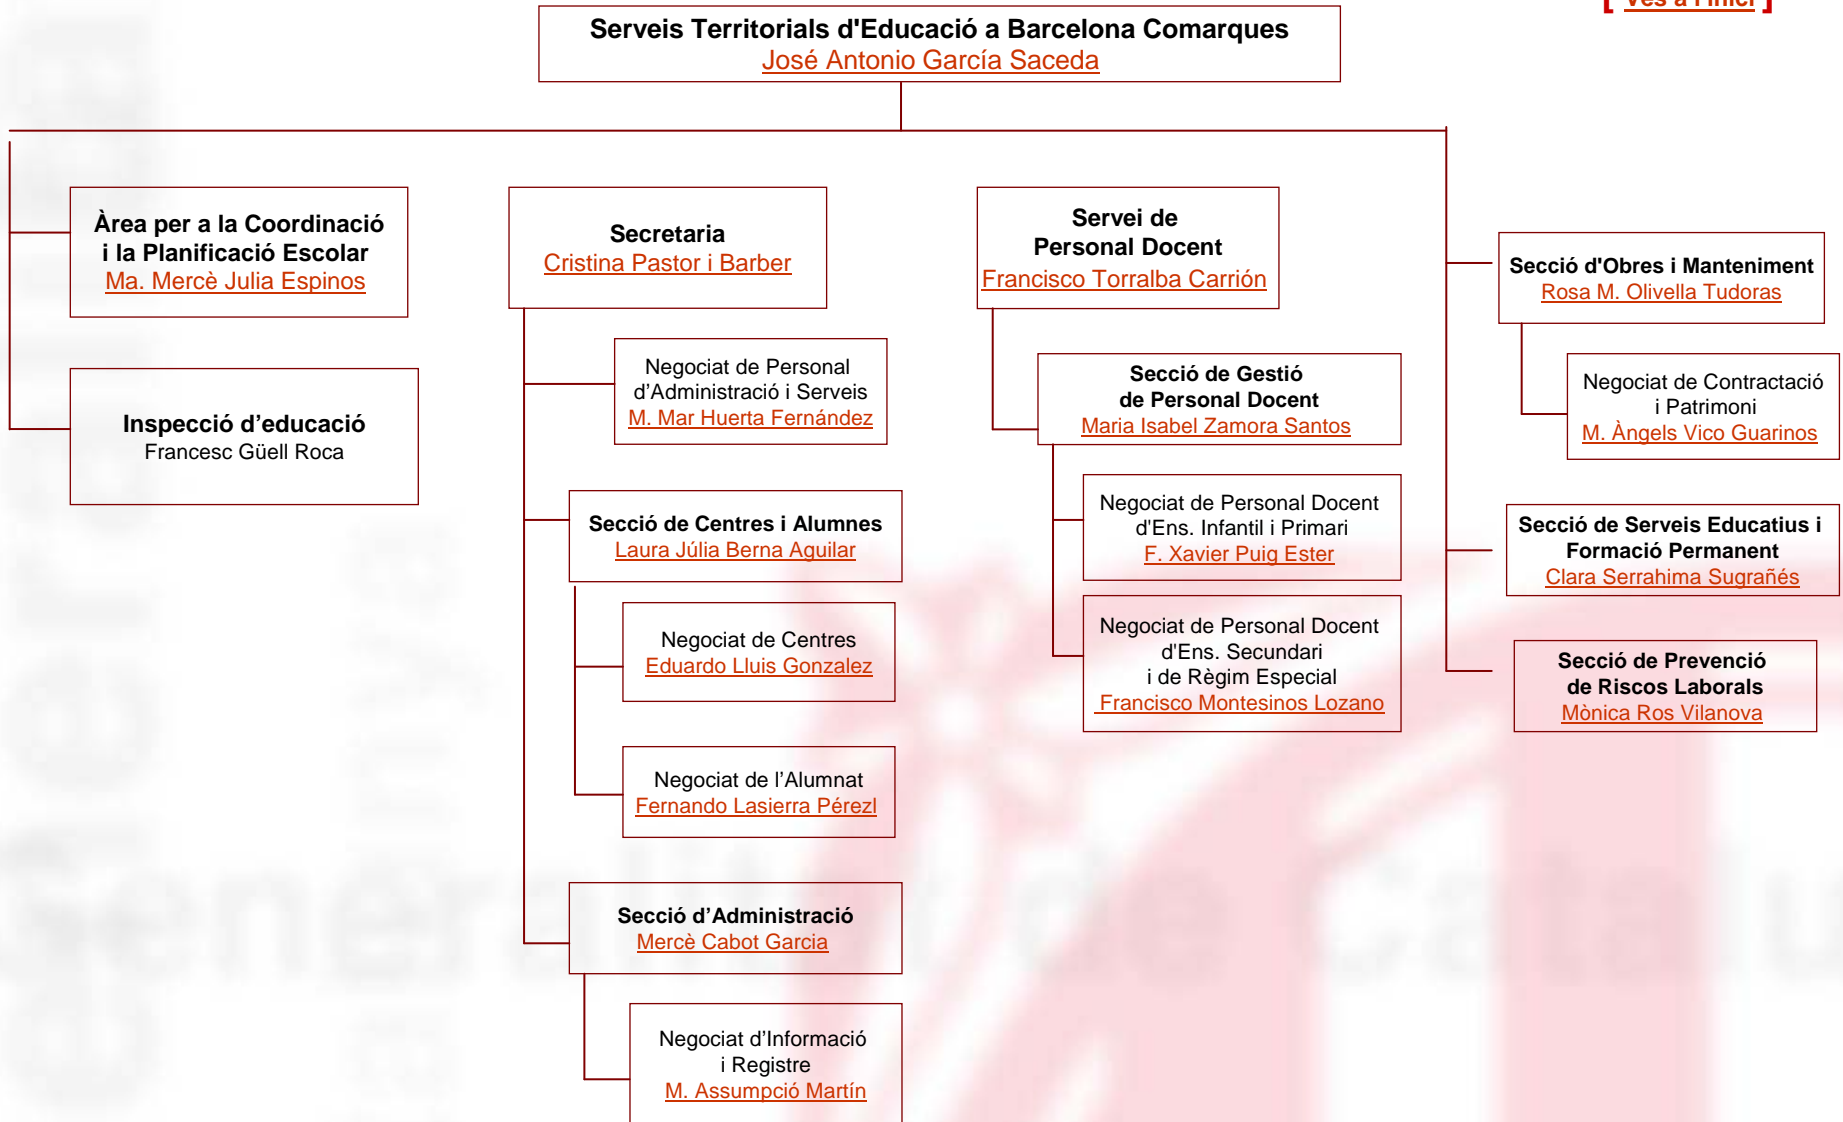 [ Ves a l'inici ]
Serveis Territorials d'Educació a Barcelona Comarques
José Antonio García Saceda
Àrea per a la Coordinació
i la Planificació Escolar
Ma. Mercè Julia Espinos
Inspecció d’educació
Francesc Güell Roca
Secretaria
Cristina Pastor i Barber
Negociat de Personal
d’Administració i Serveis
M. Mar Huerta Fernández
Secció de Centres i Alumnes
Laura Júlia Berna Aguilar
Negociat de Centres
Eduardo Lluis Gonzalez
Negociat de l’Alumnat
Fernando Lasierra Pérezl
Secció d’Administració
Mercè Cabot Garcia
Negociat d’Informació
i Registre
M. Assumpció Martín
Servei de
Personal Docent
Francisco Torralba Carrión
Secció de Gestió
de Personal Docent
Maria Isabel Zamora Santos
Negociat de Personal Docent
d'Ens. Infantil i Primari
F. Xavier Puig Ester
Negociat de Personal Docent
d'Ens. Secundari
i de Règim Especial
Francisco Montesinos Lozano
Secció d'Obres i Manteniment
Rosa M. Olivella Tudoras
Negociat de Contractació
i Patrimoni
M. Àngels Vico Guarinos
Secció de Serveis Educatius i
Formació Permanent
Clara Serrahima Sugrañés
Secció de Prevenció
de Riscos Laborals
Mònica Ros Vilanova